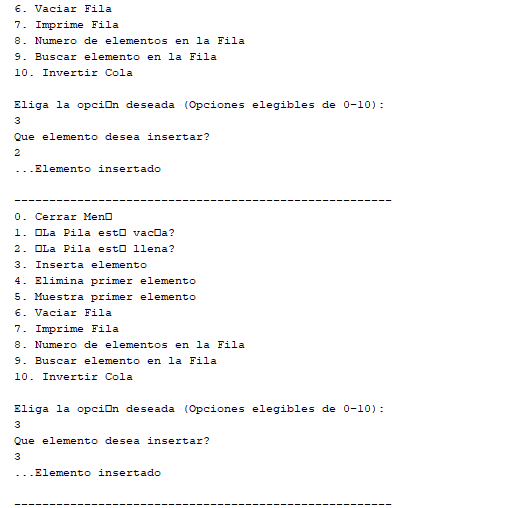 6. Vaciar Fila
7. Imprime Fila
8. Numero de elementos en la Fila
9. Buscar elemento en la Fila
10. Invertir Cola
Eliga la opci□n deseada (Opciones elegibles de 0-10):
3
Que elemento desea insertar?
2
...Elemento insertado
------------------------------------------------------
0. Cerrar Men□
1. □La Pila est□ vac□a?
2. □La Pila est□ llena?
3. Inserta elemento
4. Elimina primer elemento
5. Muestra primer elemento
6. Vaciar Fila
7. Imprime Fila
8. Numero de elementos en la Fila
9. Buscar elemento en la Fila
10. Invertir Cola
Eliga la opci□n deseada (Opciones elegibles de 0-10):
3
Que elemento desea insertar?
3
...Elemento insertado
------------------------------------------------------